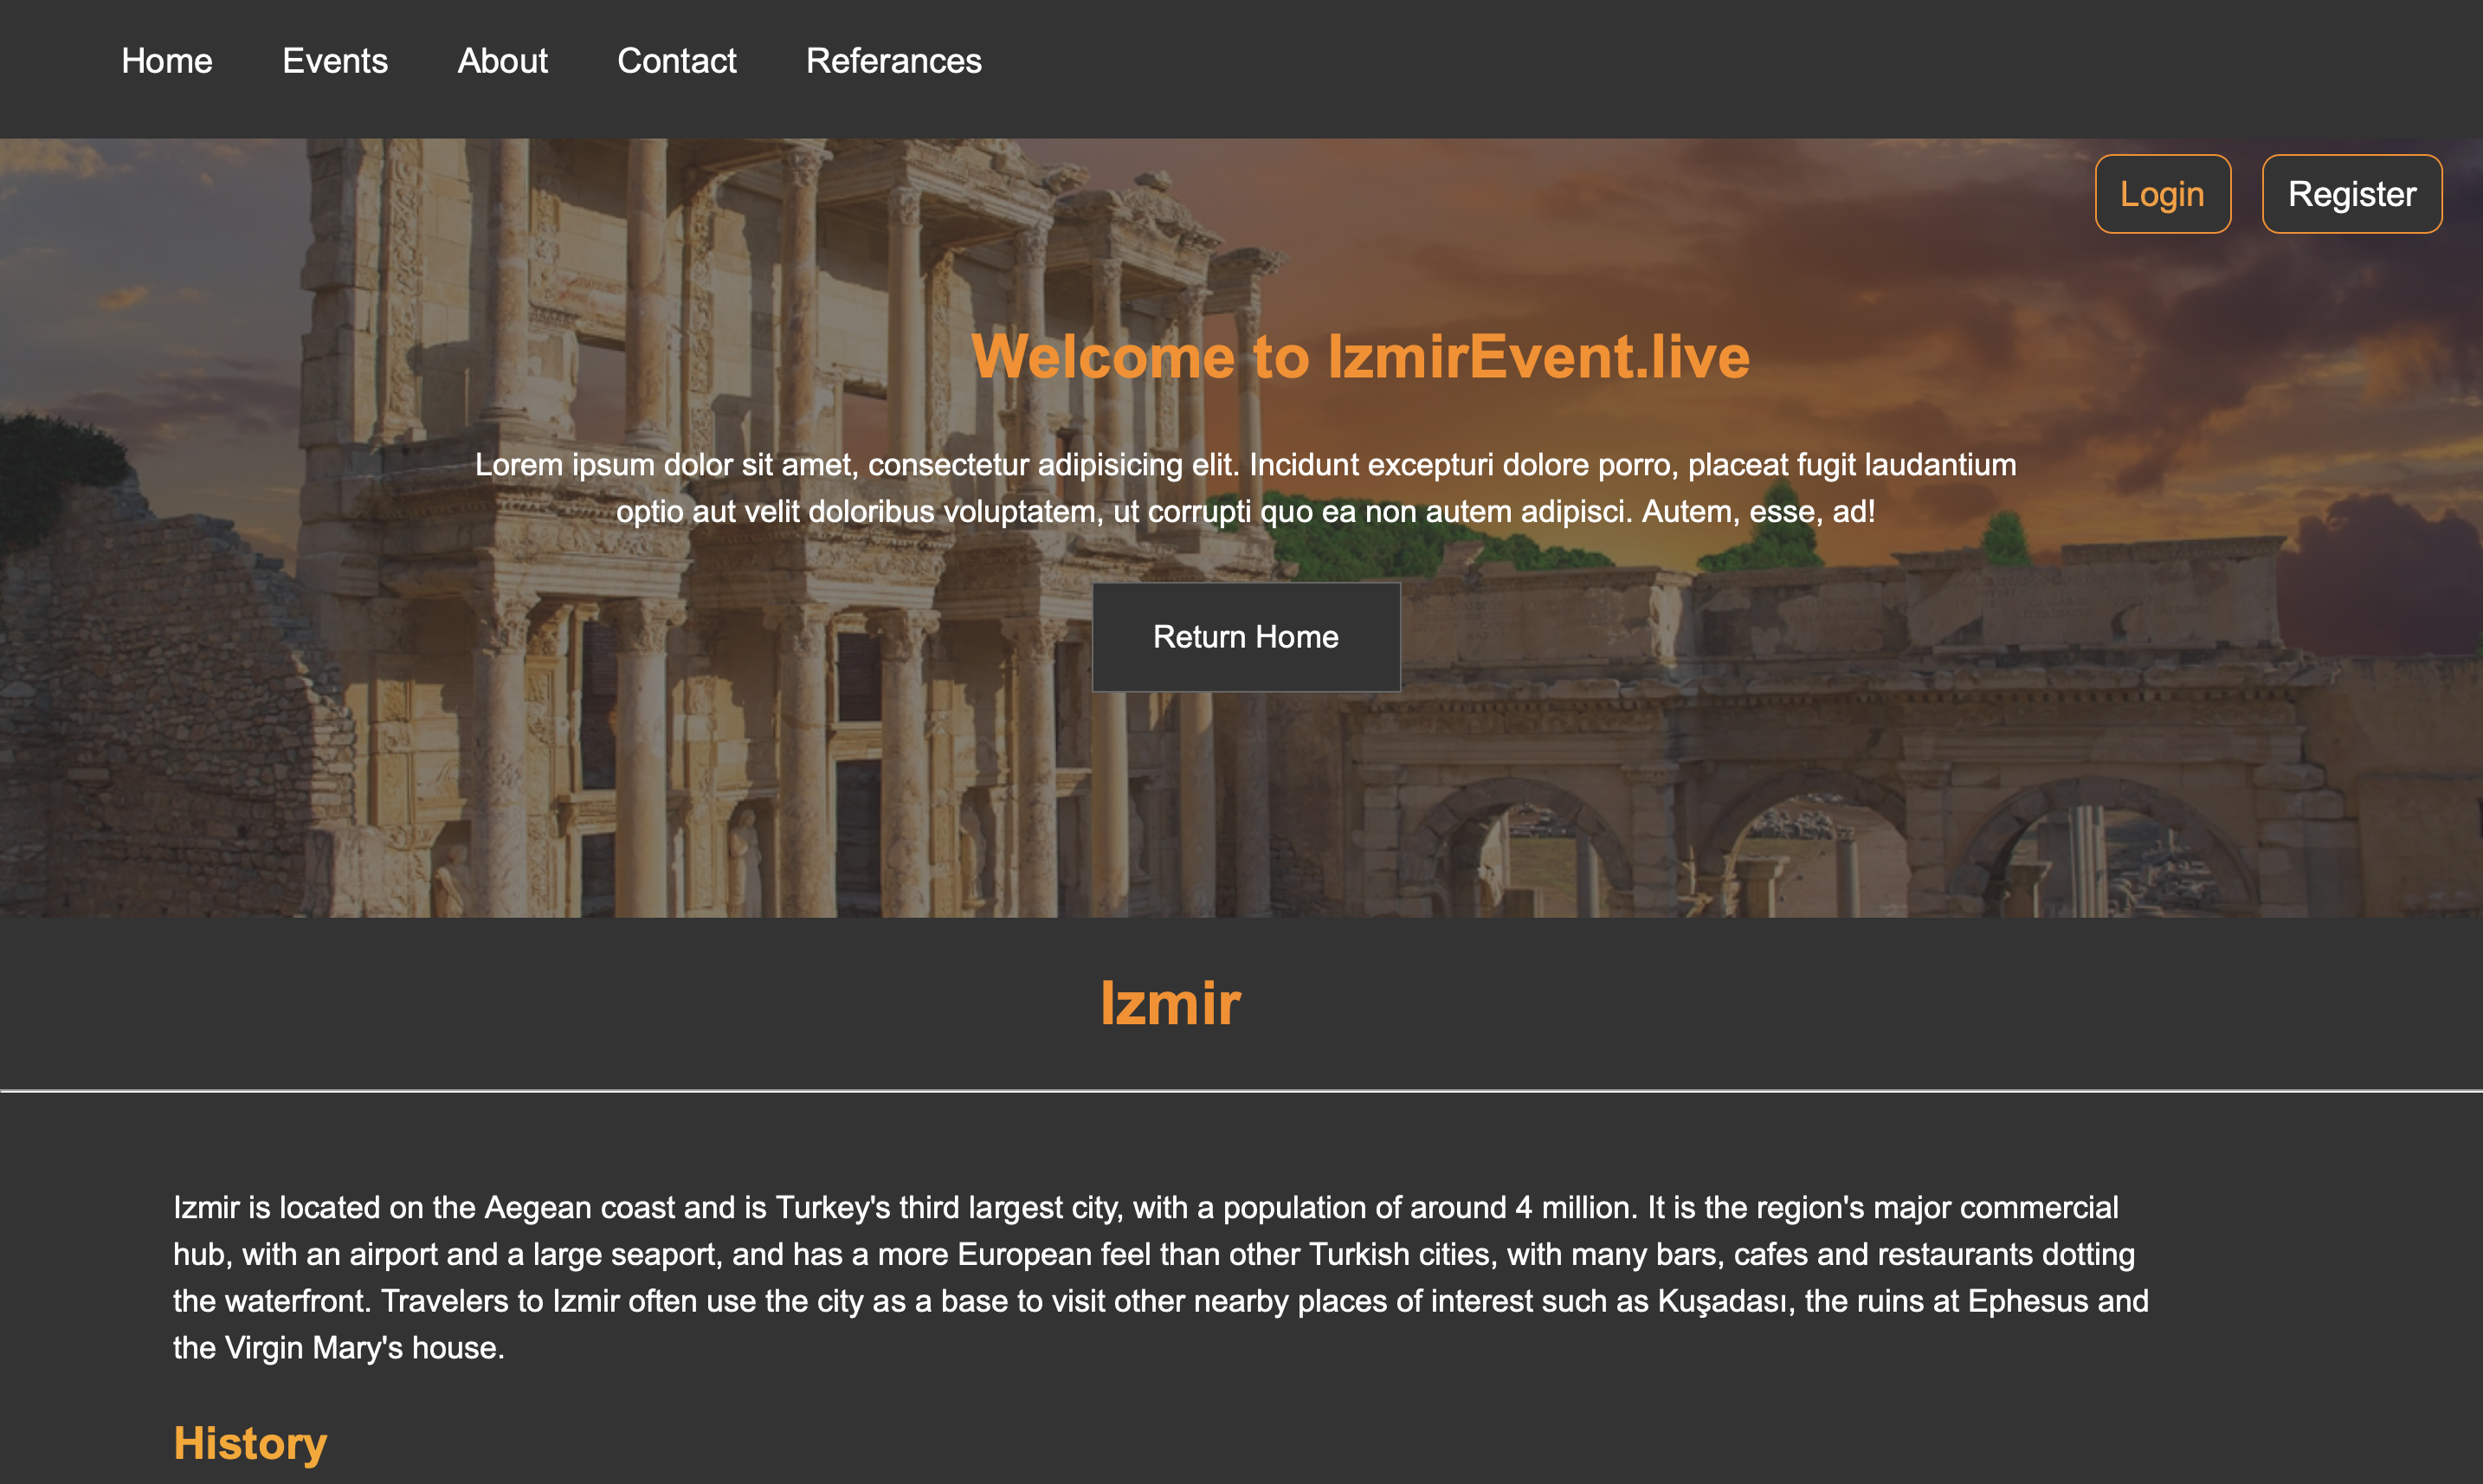 Home Events About Contact Referances
Login Register
Welcome to IzmirEvent.live
Lorem ipsum dolor sit amet, consectetur adipisicing elit. Incidunt excepturi dolore porro, placeat fugit laudantium
optio aut velit doloribus voluptatem, ut corrupti quo ea non autem adipisci. Autem, esse, ad!
Return Home
Izmir
Izmir is located on the Aegean coast and is Turkey's third largest city, with a population of around 4 million. It is the region's major commercial
hub, with an airport and a large seaport, and has a more European feel than other Turkish cities, with many bars, cafes and restaurants dotting
the waterfront. Travelers to Izmir often use the city as a base to visit other nearby places of interest such as Kuşadası, the ruins at Ephesus and
the Virgin Mary's house.
History